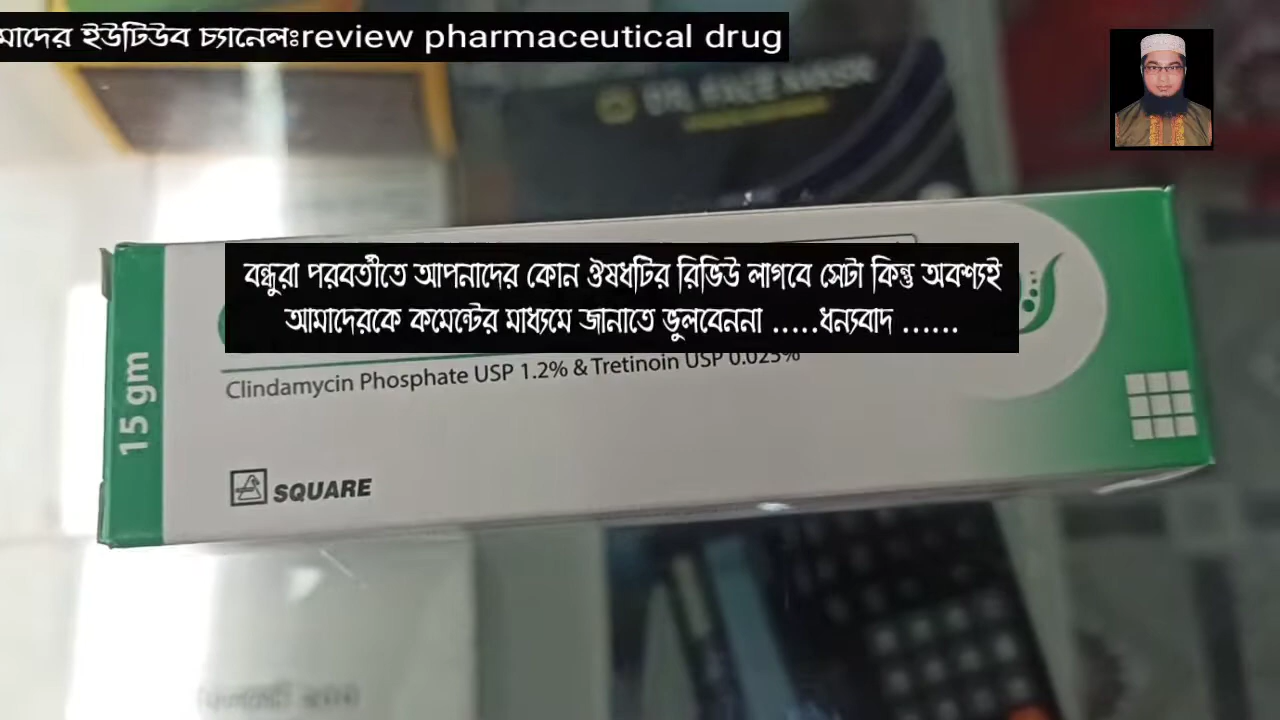 মাদের ইউটিউব চ্যানেলঃreview pharmaceutical drug
বন্ধুরা পরবর্তীতে আপনাদের কোন ঔষধটির রিভিউ লাগবে সেটা কিন্তু অবশ্যই
আমাদেরকে কমেন্টের মাধ্যমে জানাতে ভুলবেননা .....ধন্যবাদ ......
Clindamycin Phosphate USP 1.2% & Tretinoin USP 0.025%
15 gm
SQUARE